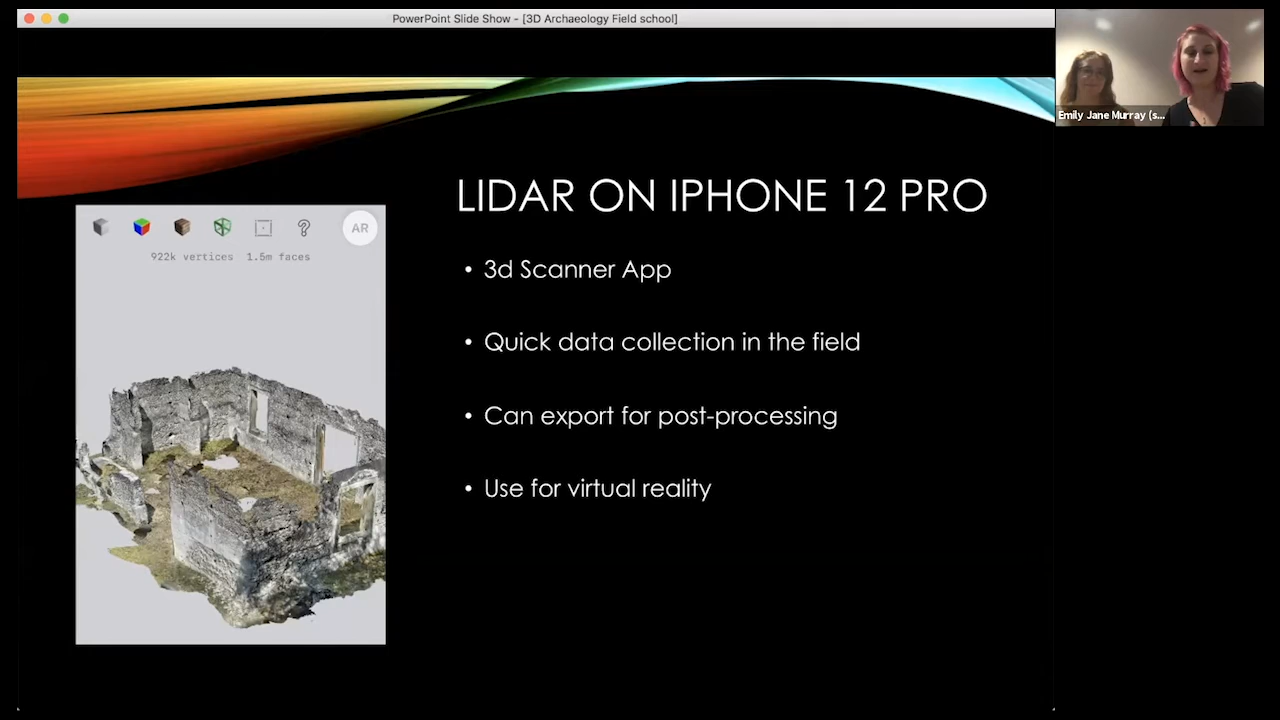 PowerPoint Slide Show - [3D Archaeology Field school]
Emily Jane Murray (s...
LIDAR ON IPHONE 12 PRO
AR
922k vertices 1.5m faces
• 3d Scanner App
• Quick data collection in the field
• Can export for post-processing
• Use for virtual reality